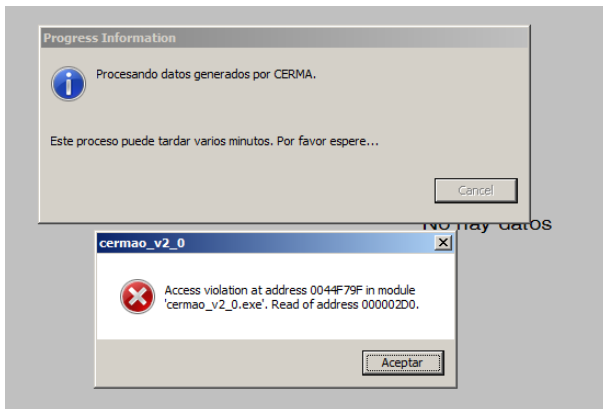 Progress Information
Procesando datos generados por CERMA.
Este proceso puede tardar varios minutos. Por favor espere...
Cancel
No hay datos
cermao_v2_0
Access violation at address 0044F79F in module
'cermao_v2_0.exe'. Read of address 000002D0.
Aceptar